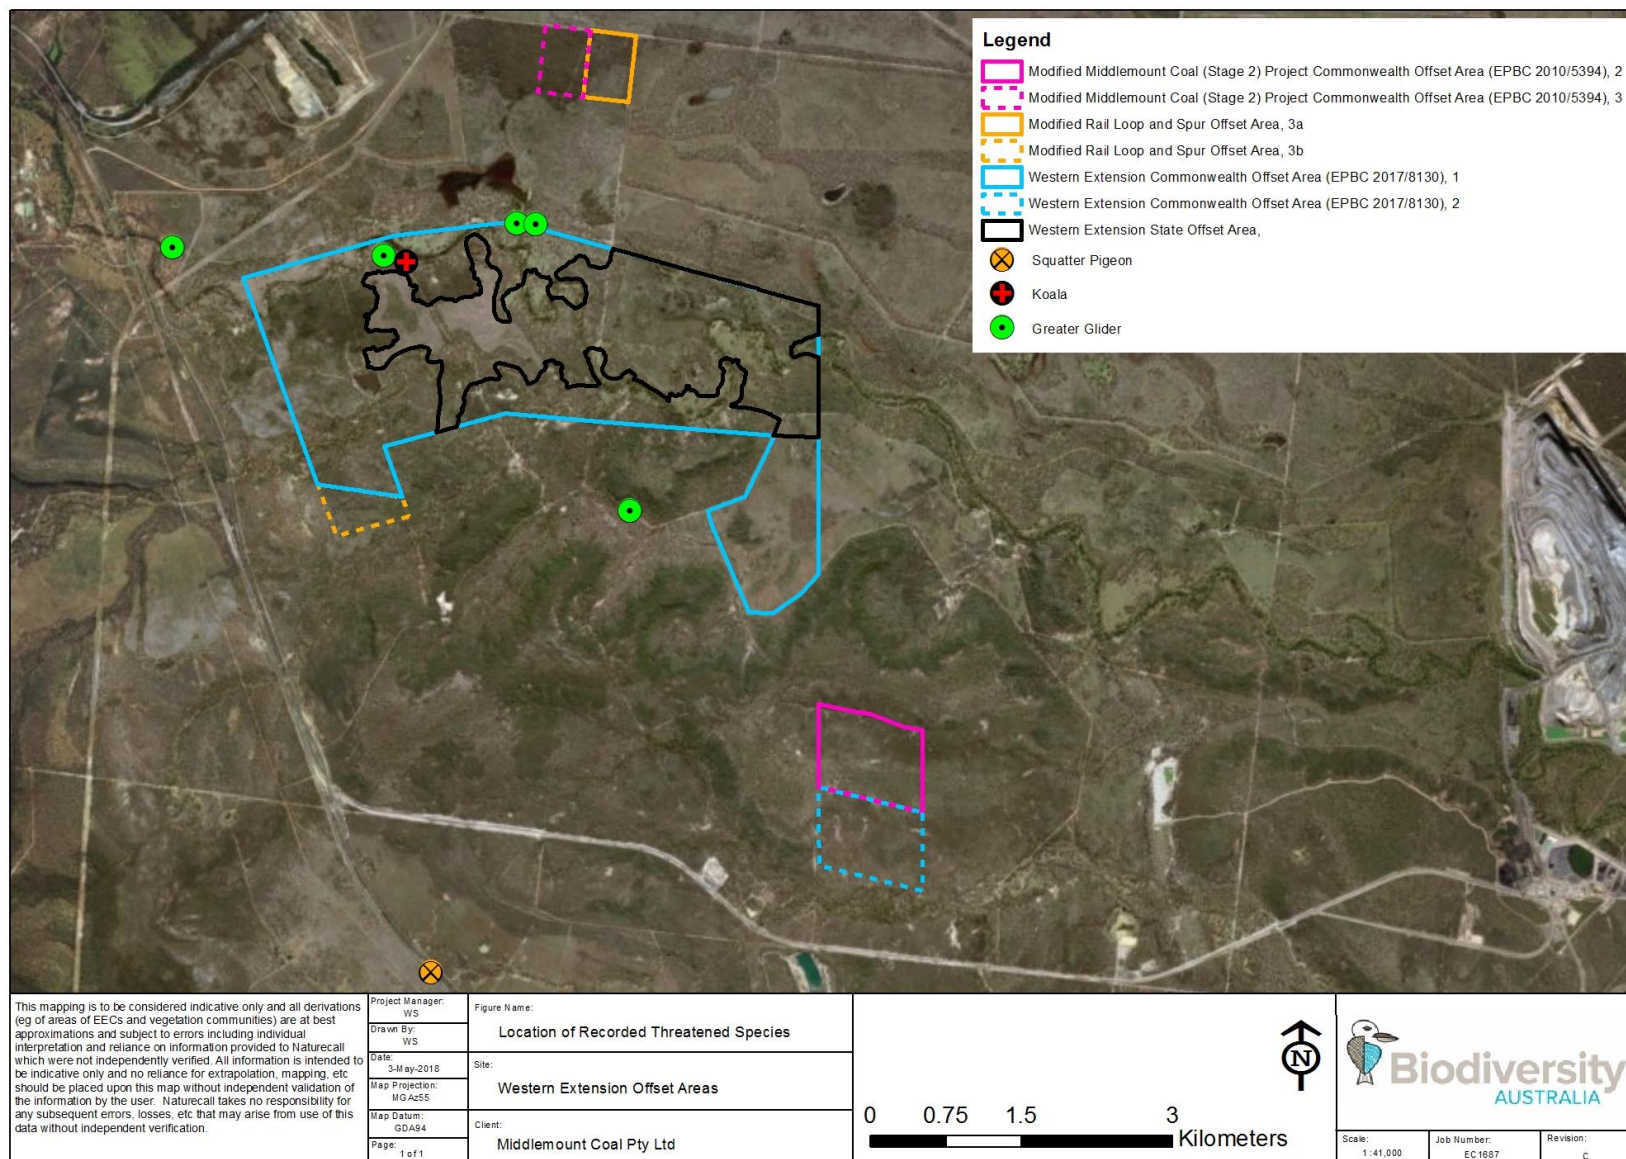 Legend
Modified Middlemount Coal (Stage 2) Project Commonwealth Offset Area (EPBC 2010/5394), 2
Modified Middlemount Coal (Stage 2) Project Commonwealth Offset Area (EPBC 2010/5394), 3
Modified Rail Loop and Spur Offset Area, 3a
Modified Rail Loop and Spur Offset Area, 3b
Western Extension Commonwealth Offset Area (EPBC 2017/8130), 1
Western Extension Commonwealth Offset Area (EPBC 2017/8130), 2
Western Extension State Offset Area,
Squatter Pigeon
Koala
Greater Glider
This mapping is to be considered indicative only and all derivations
(eg of areas of EECs and vegetation communities) are at best
approximations and subject to errors including individual
interpretation and reliance on information provided to Naturecall
which were not independently verified. All information is intended to
be indicative only and no reliance for extrapolation, mapping, etc
should be placed upon this map without independent validation of
the information by the user. Naturecall takes no responsibility for
any subsequent errors, losses, etc that may arise from use of this
data without independent verification.
Project Manager:
WS
Drawn By:
WS
Date:
3-May-2018
Map Projection:
MGAz55
Map Datum:
GDA94
Page:
1 of 1
Figure Name:
Location of Recorded Threatened Species
Site:
Western Extension Offset Areas
Client:
Middlemount Coal Pty Ltd
N
0 0.75 1.5 3
Kilometers
Biodiversity
AUSTRALIA
Scale:
1:41,000
Job Number:
EC1687
Revision:
C